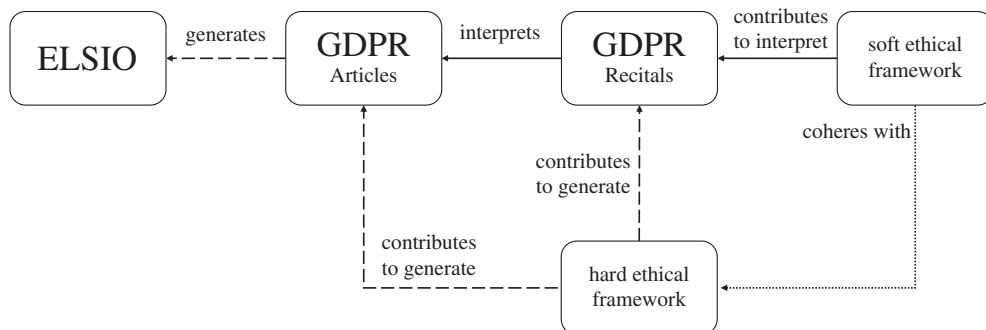 ELSIO
generates
GDPR
Articles
interprets
GDPR
Recitals
contributes
to interpret
soft ethical
framework
coheres with
contributes
to generate
contributes
to generate
hard ethical
framework